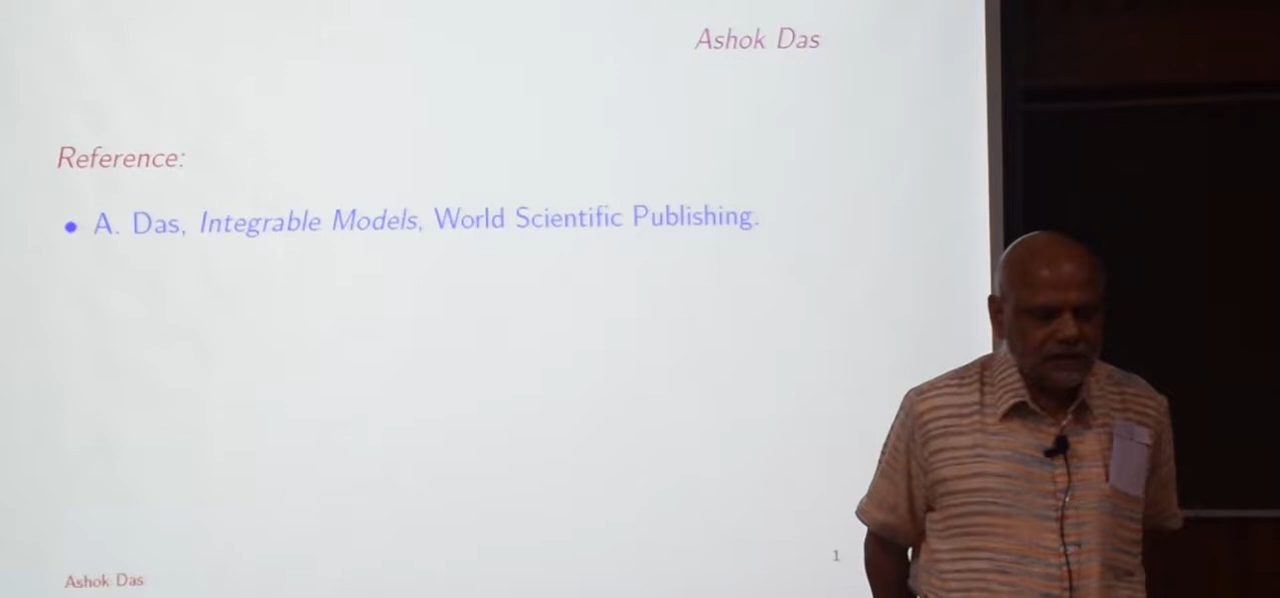 Ashok Das
Reference:
• A. Das, Integrable Models, World Scientific Publishing.
1
Ashok Das